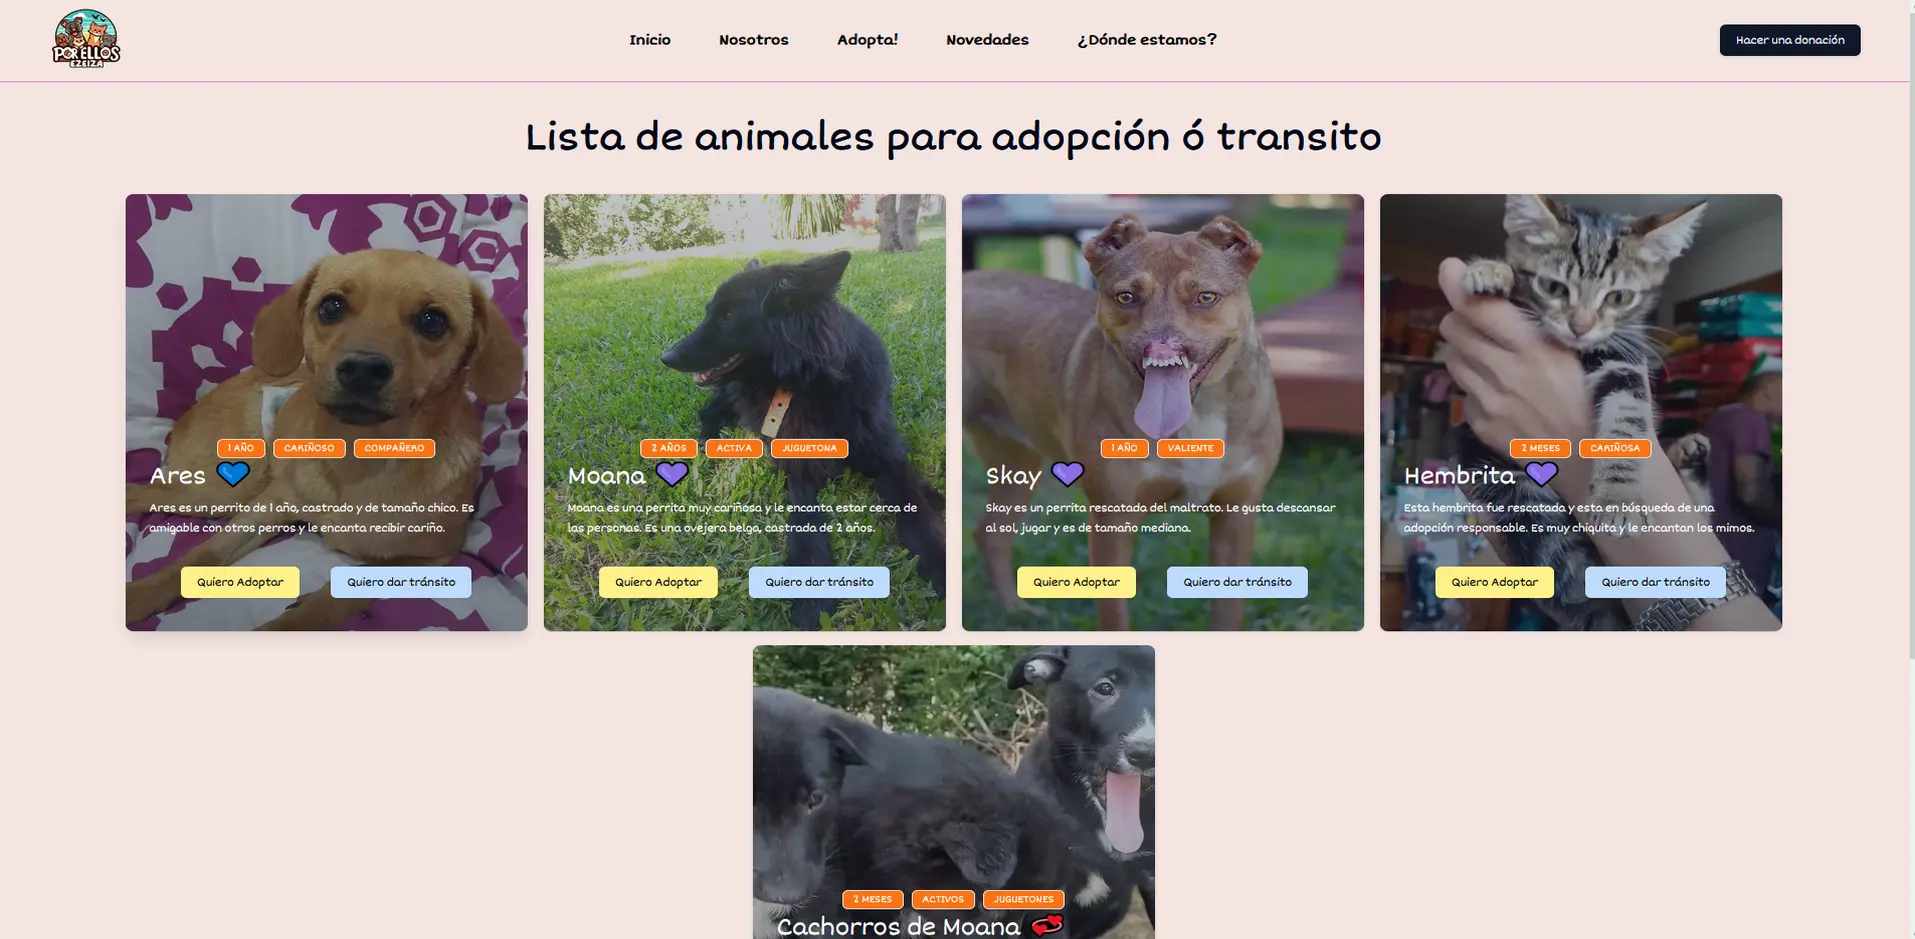 POR ELLOS
EZEIZA
Inicio
Nosotros
Adopta!
Novedades
¿Dónde estamos?
Hacer una donación
Lista de animales para adopción ó transito
1 AÑO
CARIÑOSO
COMPAÑERO
Ares 💙
Ares es un perrito de 1 año, castrado y de tamaño chico. Es
amigable con otros perros y le encanta recibir cariño.
Quiero Adoptar
Quiero dar tránsito
2 AÑOS
ACTIVA
JUGUETONA
Moana 💜
Moana es una perrita muy cariñosa y le encanta estar cerca de
las personas. Es una ovejera belga, castrada de 2 años.
Quiero Adoptar
Quiero dar tránsito
1 AÑO
VALIENTE
Skay 💜
Skay es un perrita rescatada del maltrato. Le gusta descansar
al sol, jugar y es de tamaño mediana.
Quiero Adoptar
Quiero dar tránsito
2 MESES
CARIÑOSA
Hembrita 💜
Esta hembrita fue rescatada y esta en búsqueda de una
adopción responsable. Es muy chiquita y le encantan los mimos.
Quiero Adoptar
Quiero dar tránsito
2 MESES
ACTIVOS
JUGUETONES
Cachorros de Moana 💞